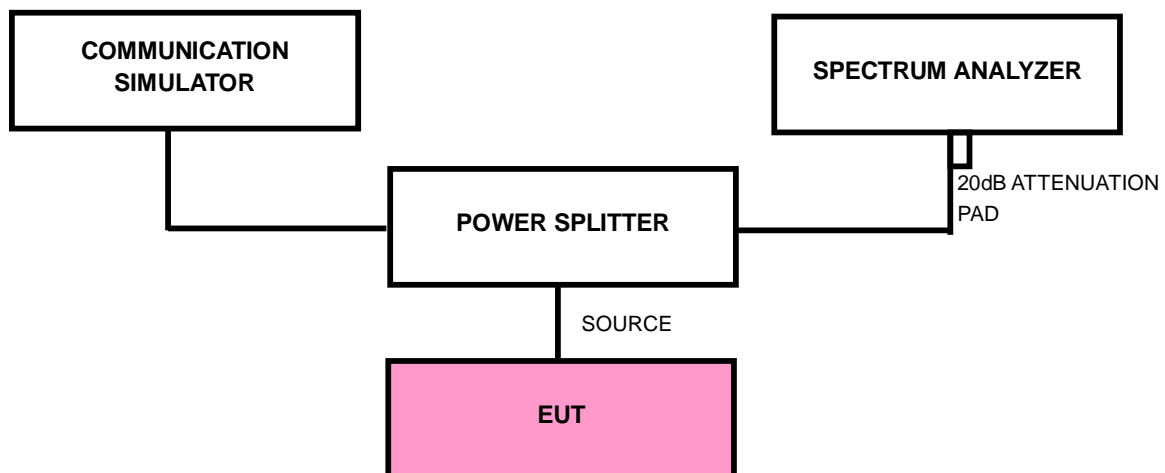 COMMUNICATION
SIMULATOR
SPECTRUM ANALYZER
20dB ATTENUATION
PAD
POWER SPLITTER
SOURCE
EUT